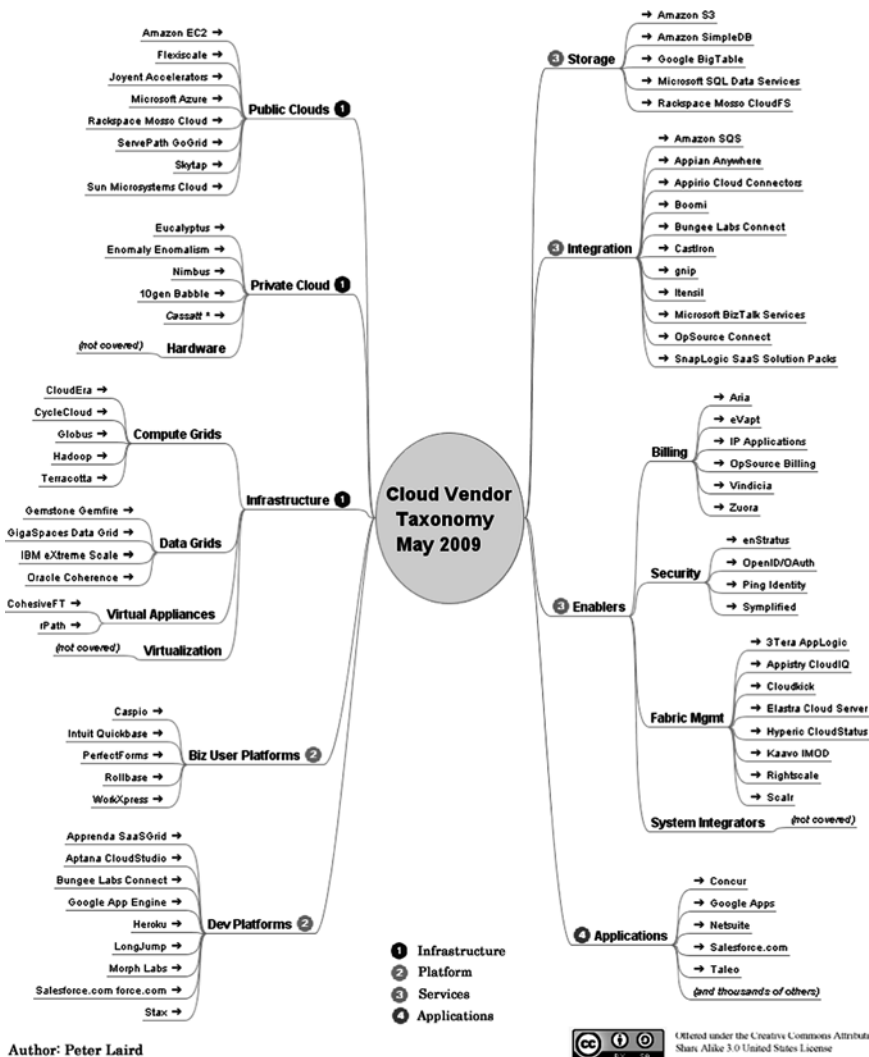 Amazon EC2 ➔
Flexiscale ➔
Joyent Accelerators ➔
Microsoft Azure ➔
Rackspace Mosso Cloud ➔
ServePath GoGrid ➔
Skytap ➔
Sun Microsystems Cloud ➔
Public Clouds 1
Eucalyptus ➔
Enomaly Enomalism ➔
Nimbus ➔
10gen Babble ➔
Cassatt * ➔
Private Cloud 1
(not covered)
Hardware
CloudEra ➔
CycleCloud ➔
Globus ➔
Hadoop ➔
Terracotta ➔
Compute Grids
Gemstone Gemfire ➔
GigaSpaces Data Grid ➔
IBM eXtreme Scale ➔
Oracle Coherence ➔
Data Grids
CohesiveFT ➔
rPath ➔
Virtual Appliances
(not covered)
Virtualization
Infrastructure 1
Caspio ➔
Intuit Quickbase ➔
PerfectForms ➔
Rollbase ➔
WorkXpress ➔
Biz User Platforms 2
Apprenda SaaSGrid ➔
Aptana CloudStudio ➔
Bungee Labs Connect ➔
Google App Engine ➔
Heroku ➔
LongJump ➔
Morph Labs ➔
Salesforce.com force.com ➔
Stax ➔
Dev Platforms 2
Cloud Vendor
Taxonomy
May 2009
3 Storage
➔ Amazon S3
➔ Amazon SimpleDB
➔ Google BigTable
➔ Microsoft SQL Data Services
➔ Rackspace Mosso CloudFS
3 Integration
➔ Amazon SQS
➔ Appian Anywhere
➔ Appirio Cloud Connectors
➔ Boomi
➔ Bungee Labs Connect
➔ CastIron
➔ gnip
➔ Itensil
➔ Microsoft BizTalk Services
➔ OpSource Connect
➔ SnapLogic SaaS Solution Packs
3 Enablers
Billing
➔ Aria
➔ eVapt
➔ IP Applications
➔ OpSource Billing
➔ Vindicia
➔ Zuora
Security
➔ enStratus
➔ OpenID/OAuth
➔ Ping Identity
➔ Symplified
Fabric Mgmt
➔ 3Tera AppLogic
➔ Appistry CloudIQ
➔ Cloudkick
➔ Elastra Cloud Server
➔ Hyperic CloudStatus
➔ Kaavo IMOD
➔ Rightscale
➔ Scalr
System Integrators
(not covered)
4 Applications
➔ Concur
➔ Google Apps
➔ Netsuite
➔ Salesforce.com
➔ Taleo
(and thousands of others)
1 Infrastructure
2 Platform
3 Services
4 Applications
Author: Peter Laird
cc
BY SA
Offered under the Creative Commons Attribut
Share Alike 3.0 United States License